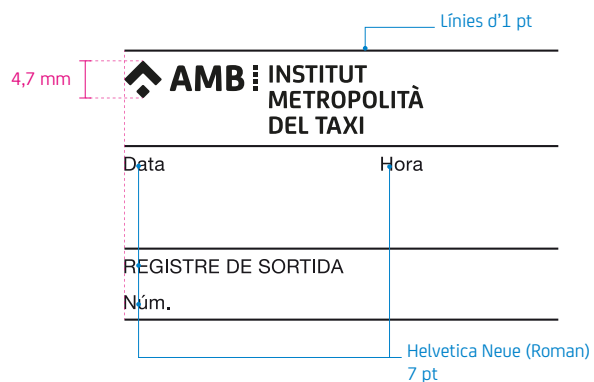 Línies d'1 pt
4,7 mm
AMB INSTITUT
METROPOLITÀ
DEL TAXI
Data Hora
REGISTRE DE SORTIDA
Núm.
Helvetica Neue (Roman)
7 pt